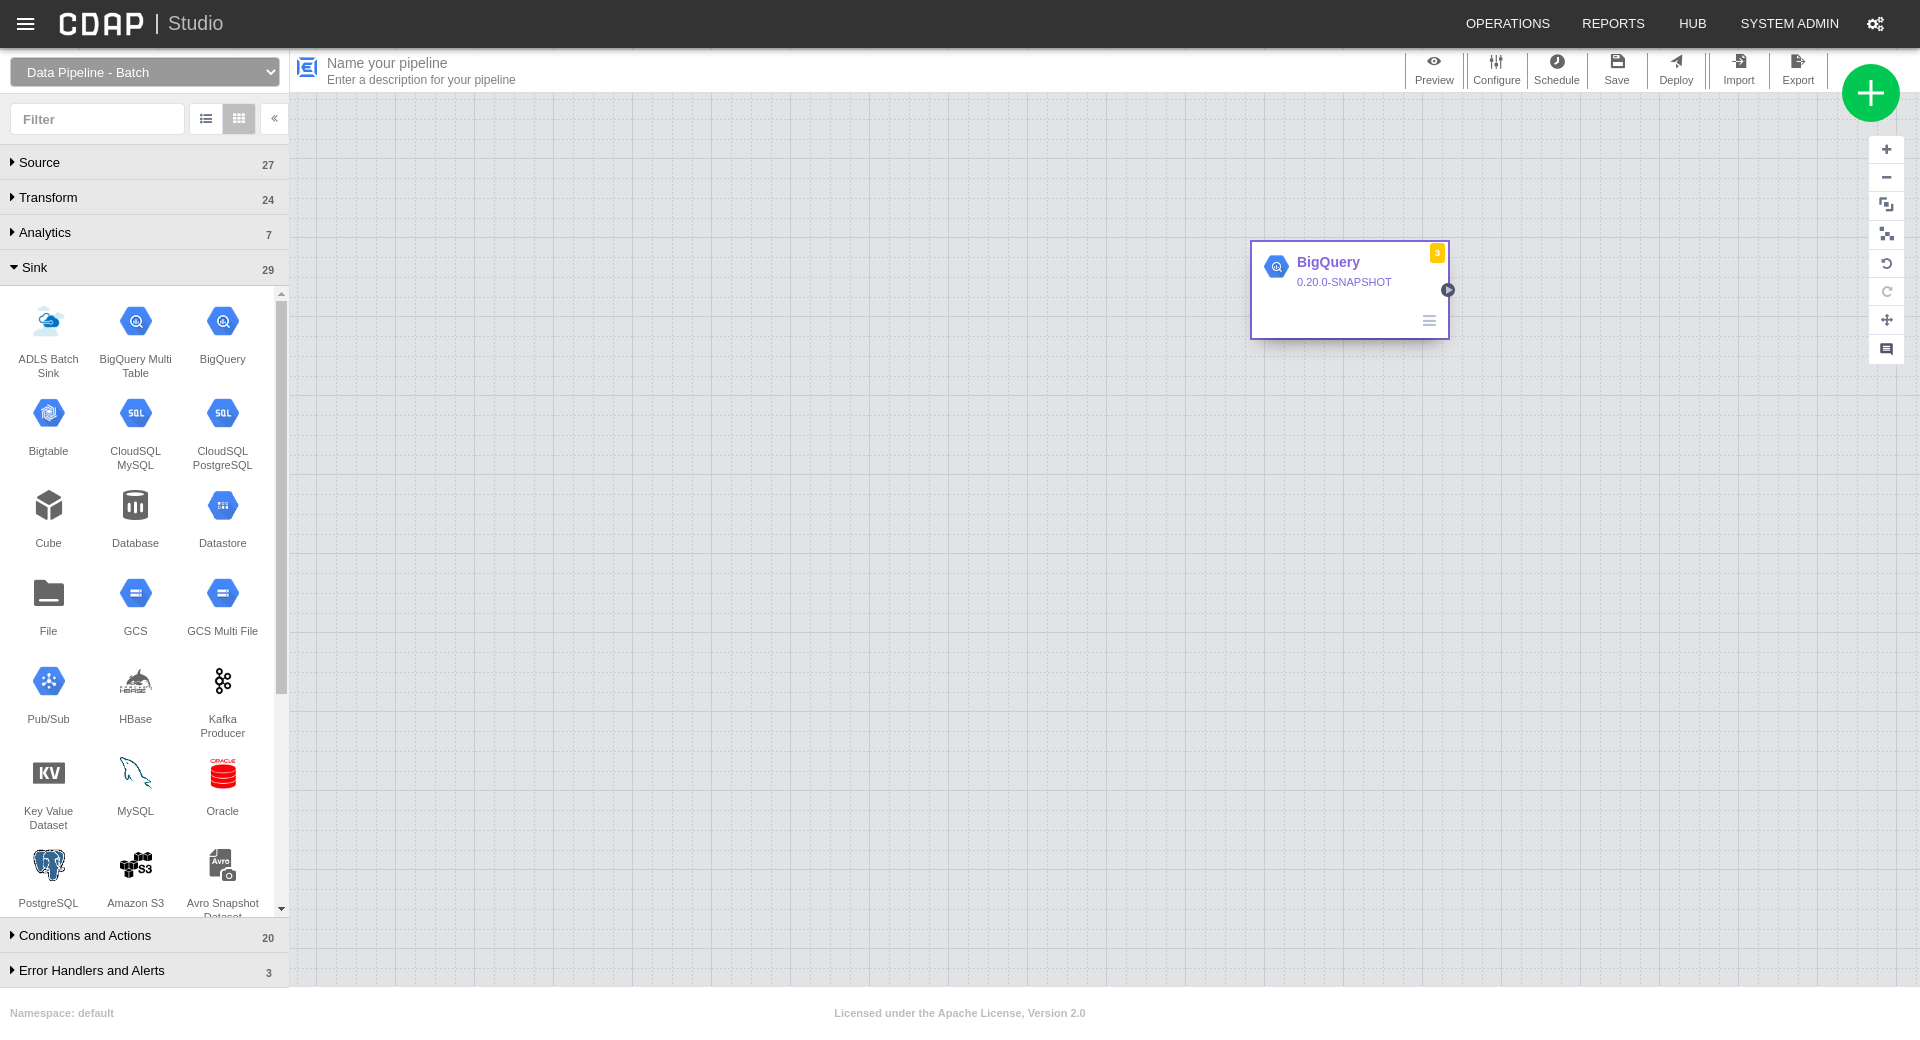 CDAP | Studio
OPERATIONS REPORTS HUB SYSTEM ADMIN
Data Pipeline - Batch
Name your pipeline
Enter a description for your pipeline
Preview Configure Schedule Save Deploy Import Export
Filter
Source 27
Transform 24
Analytics 7
Sink 29
BigQuery 3
0.20.0-SNAPSHOT
ADLS Batch
Sink
BigQuery Multi
Table
BigQuery
Bigtable
SQL
CloudSQL
MySQL
SQL
CloudSQL
PostgreSQL
Cube
Database
Datastore
File
GCS
GCS Multi File
Pub/Sub
HBASE
HBase
Kafka
Producer
KV
Key Value
Dataset
MySQL
ORACLE
Oracle
PostgreSQL
S3
Amazon S3
Avro
Avro Snapshot
Dataset
Conditions and Actions 20
Error Handlers and Alerts 3
Namespace: default
Licensed under the Apache License, Version 2.0